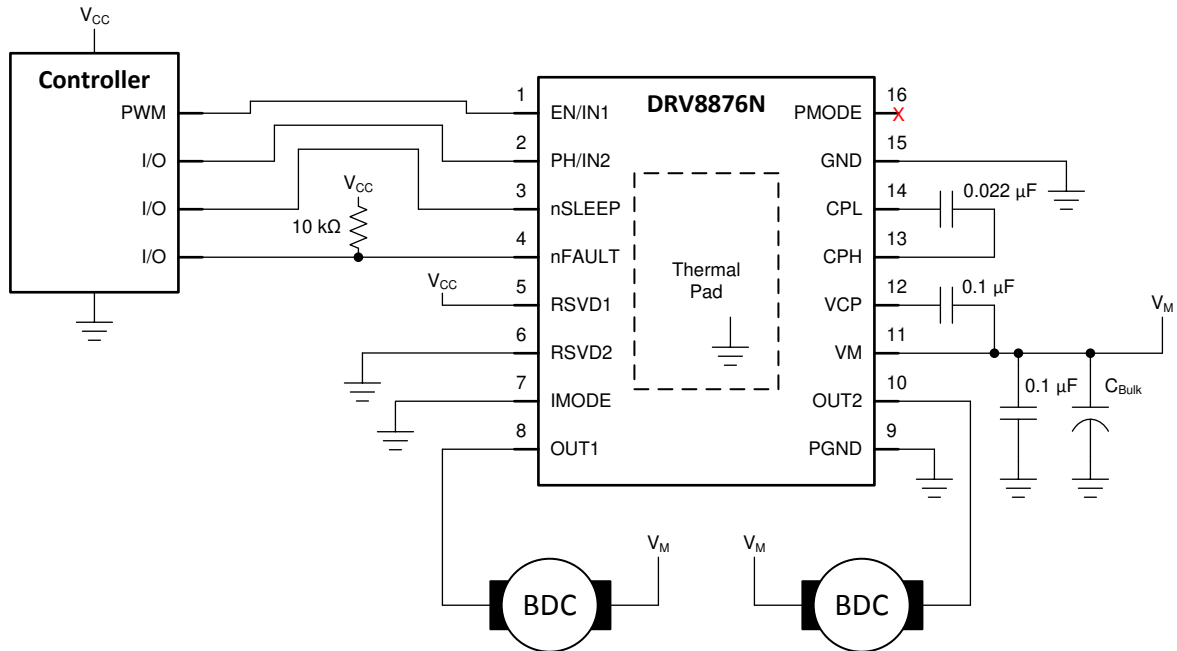 VCC
Controller
PWM
I/O
I/O
I/O
VCC
10 kΩ
VCC
DRV8876N
1
EN/IN1
2
PH/IN2
3
nSLEEP
4
nFAULT
5
RSVD1
6
RSVD2
7
IMODE
8
OUT1
Thermal
Pad
16
PMODE
X
15
GND
14
CPL
0.022 µF
13
CPH
12
VCP
0.1 µF
11
VM
VM
10
OUT2
9
PGND
0.1 µF
CBulk
BDC
VM
VM
BDC